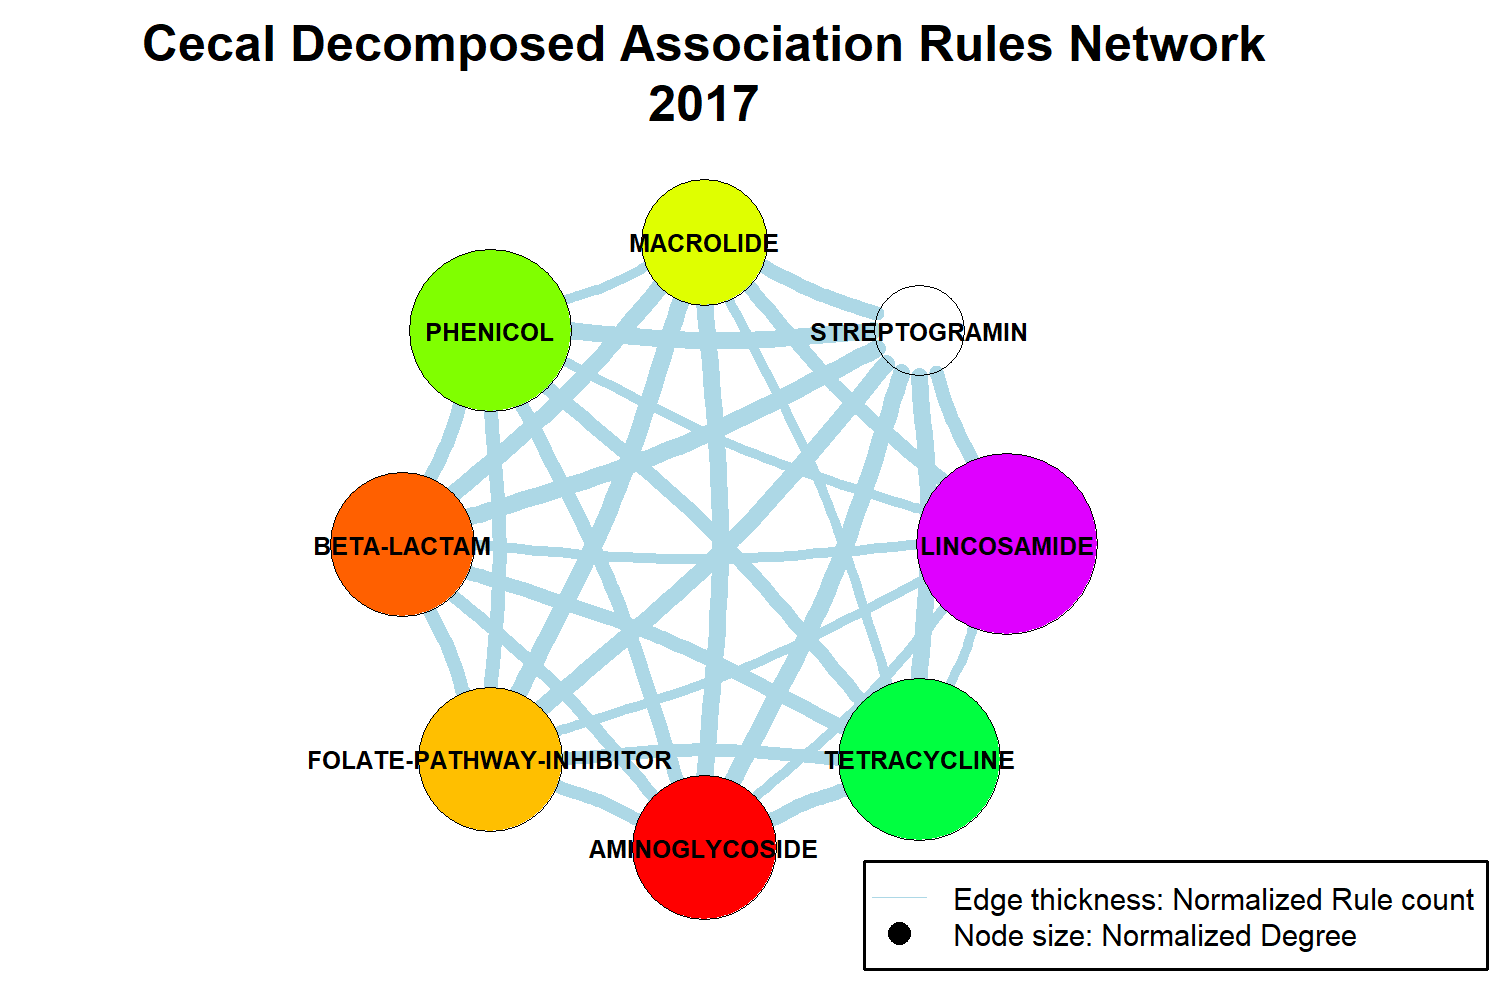 Cecal Decomposed Association Rules Network
2017
MACROLIDE
PHENICOL
STREPTOGRAMIN
BETA-LACTAM
LINCOSAMIDE
FOLATE-PATHWAY-INHIBITOR
TETRACYCLINE
AMINOGLYCOSIDE
Edge thickness: Normalized Rule count
Node size: Normalized Degree